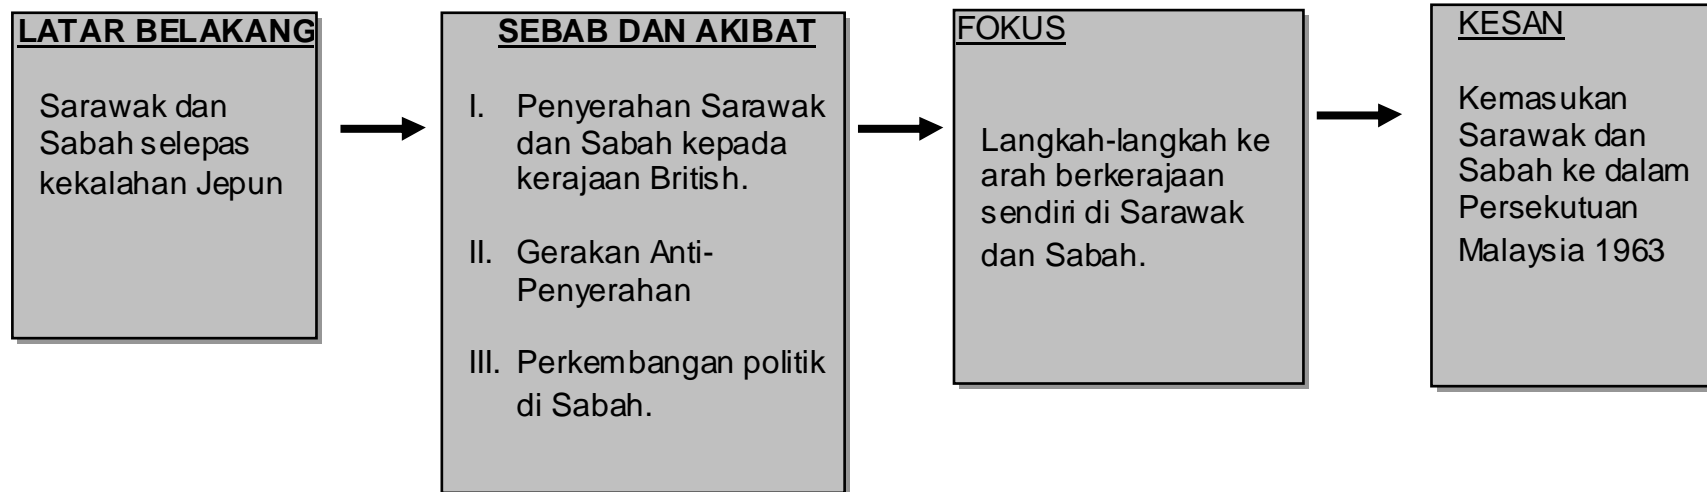 LATAR BELAKANG
Sarawak dan
Sabah selepas
kekalahan Jepun
SEBAB DAN AKIBAT
I. Penyerahan Sarawak
dan Sabah kepada
kerajaan British.
II. Gerakan Anti-
Penyerahan
III. Perkembangan politik
di Sabah.
FOKUS
Langkah-langkah ke
arah berkerajaan
sendiri di Sarawak
dan Sabah.
KESAN
Kemasukan
Sarawak dan
Sabah ke dalam
Persekutuan
Malaysia 1963